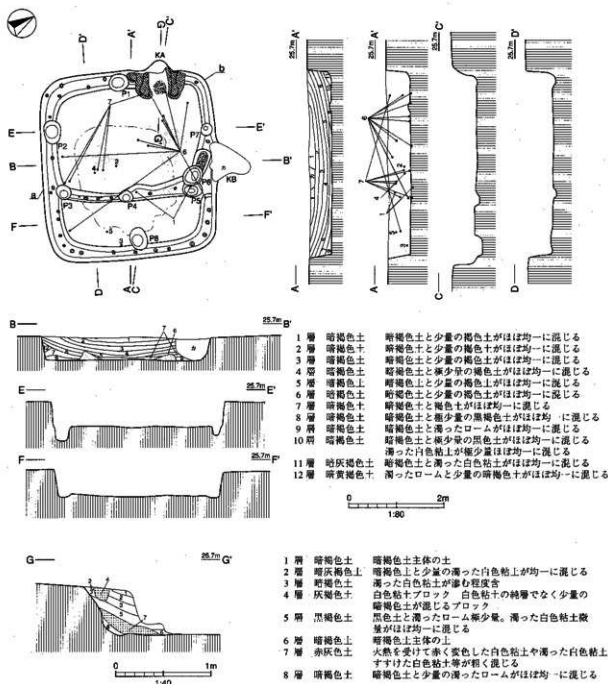 D'
A'
G
C'
KA
b
P1
7
P7
E
E'
P2
G'
6
4
9
B
B'
a
P6
KB
P3
P4
P5
F
F'
5
3
P8
D
A
C
25.7m
A'
25.7m
A'
25.7m
C'
25.7m
D'
A
A
C
D
B
25.7m
B'
E
25.7m
E'
F
25.7m
F'
1層 暗褐色土 暗褐色土と少量の褐色土がほぼ均一に混じる
2層 暗褐色土 暗褐色土と少量の褐色土がほぼ均一に混じる
3層 暗褐色土 暗褐色土と少量の褐色土がほぼ均一に混じる
4層 暗褐色土 暗褐色土と極少量の褐色土がほぼ均一に混じる
5層 暗褐色土 暗褐色土と少量の褐色土がほぼ均一に混じる
6層 暗褐色土 暗褐色土と少量の褐色土がほぼ均一に混じる
7層 暗褐色土 暗褐色土と褐色土がほぼ均一に混じる
8層 暗褐色土 暗褐色土と極少量の黒褐色土がほぼ均一に混じる
9層 暗褐色土 暗褐色土と濁ったロームがほぼ均一に混じる
10層 暗褐色土 暗褐色土と極少量の黒色土がほぼ均一に混じる
濁った白色粘土が極少量ほぼ均一に混じる
11層 暗灰褐色土 暗褐色土と濁った白色粘土がほぼ均一に混じる
12層 暗黄褐色土 濁ったロームと少量の暗褐色土がほぼ均一に混じる
0 2m
1:80
G
25.7m
G'
0 1m
1:40
1層 暗褐色土 暗褐色土主体の土
2層 暗灰褐色土 暗褐色土と少量の濁った白色粘土が均一に混じる
3層 暗褐色土 濁った白色粘土が滲む程度含
4層 灰褐色土 白色粘土ブロック 白色粘土の純層でなく少量の
暗褐色土が混じるブロック
5層 黒褐色土 黒色土と濁ったローム極少量。濁った白色粘土微
量がほぼ均一に混じる
6層 暗褐色土 暗褐色土主体の土
7層 赤灰色土 火熱を受けて赤く変色した白色粘土や濁った白色粘土
すすけた白色粘土等が粗く混じる
8層 暗褐色土 暗褐色土と少量の濁ったロームがほぼ均一に混じる